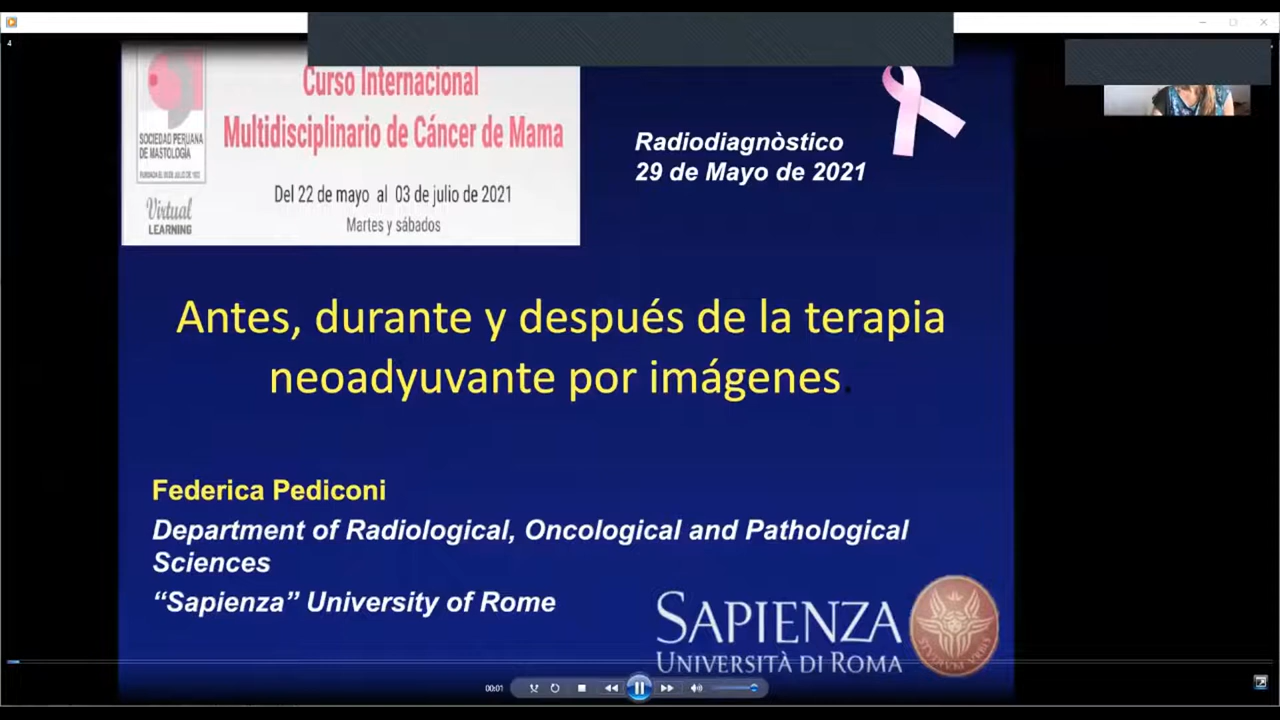 4
Curso Internacional
Multidisciplinario de Cáncer de Mama
SOCIEDAD PERUANA
DE MASTOLOGÍA
Del 22 de mayo al 03 de julio de 2021
Martes y sábados
Virtual
LEARNING
Radiodiagnòstico
29 de Mayo de 2021
Antes, durante y después de la terapia
neoadyuvante por imágenes.
Federica Pediconi
Department of Radiological, Oncological and Pathological
Sciences
“Sapienza” University of Rome
SAPIENZA
UNIVERSITÀ DI ROMA
00:01